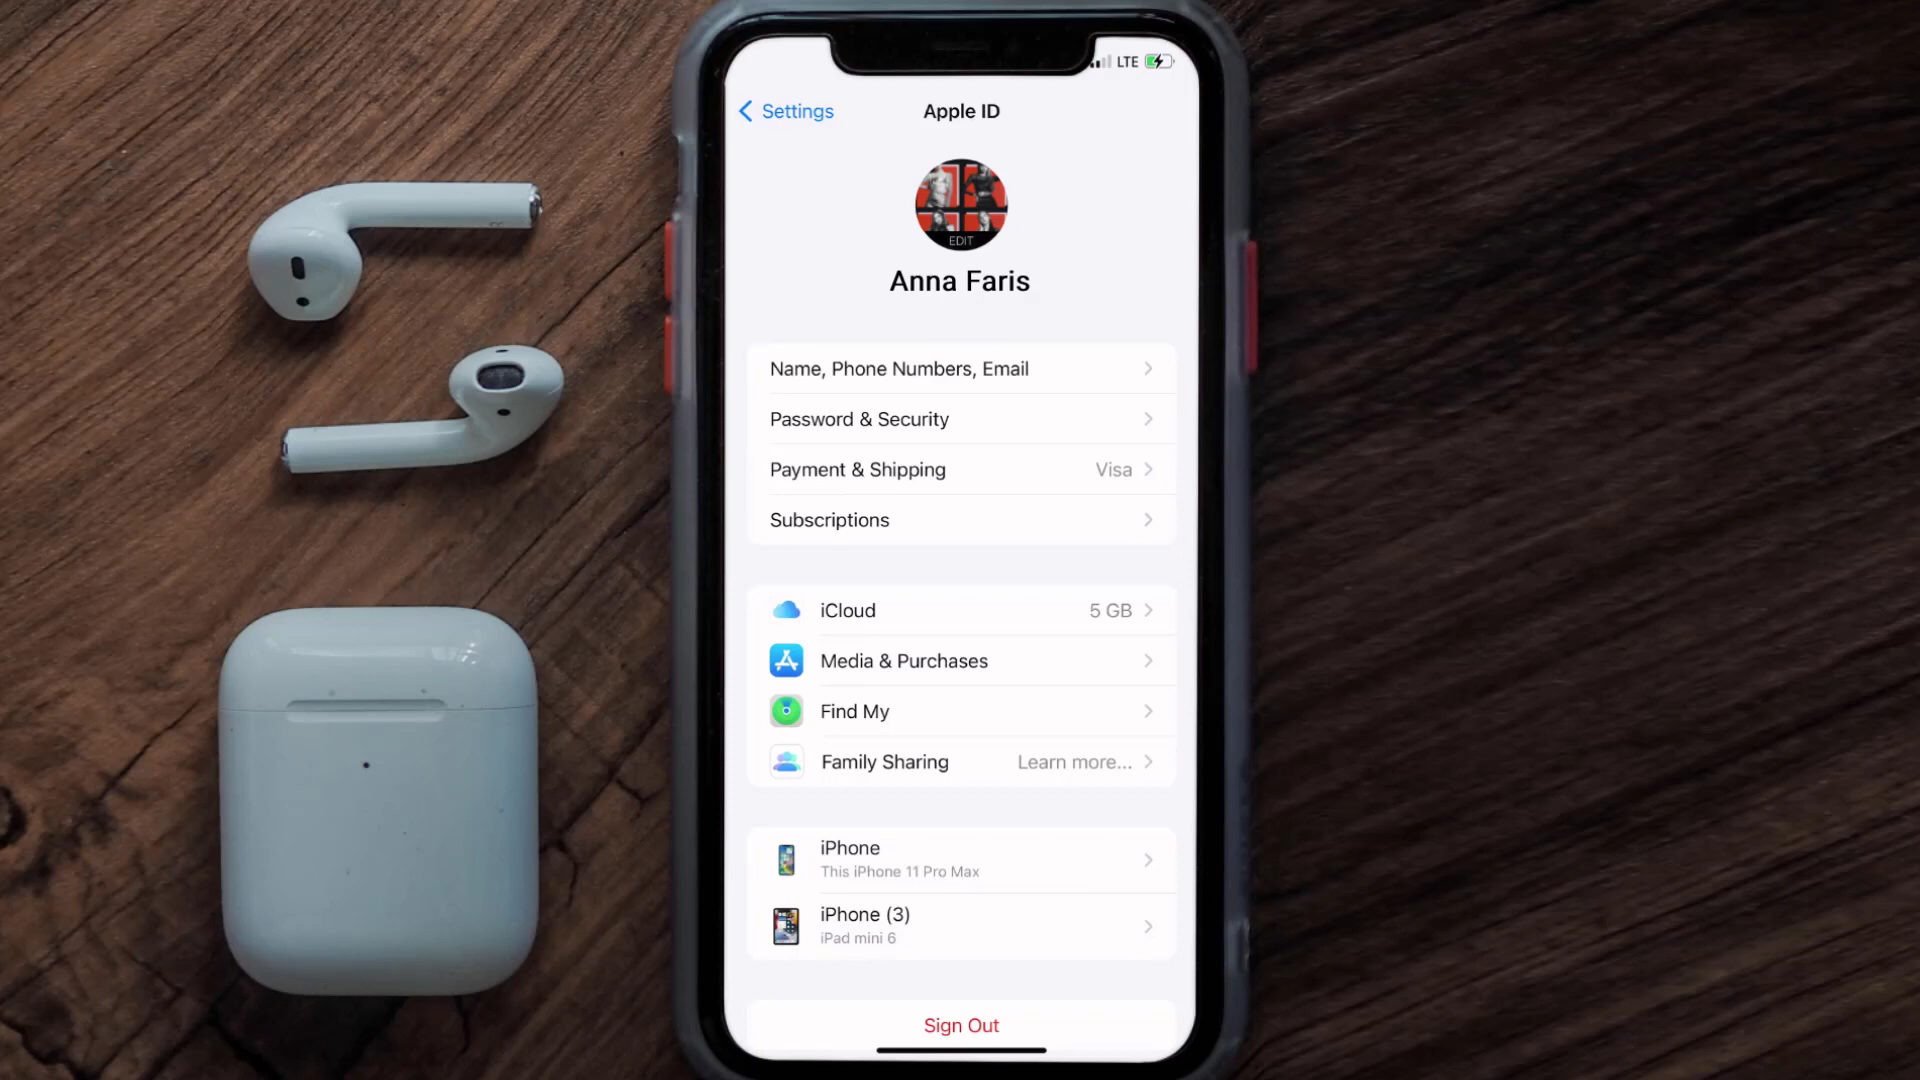 LTE
Settings
Apple ID
EDIT
Anna Faris
Name, Phone Numbers, Email
Password & Security
Payment & Shipping Visa
Subscriptions
iCloud 5 GB
Media & Purchases
Find My
Family Sharing Learn more...
iPhone
This iPhone 11 Pro Max
iPhone (3)
iPad mini 6
Sign Out